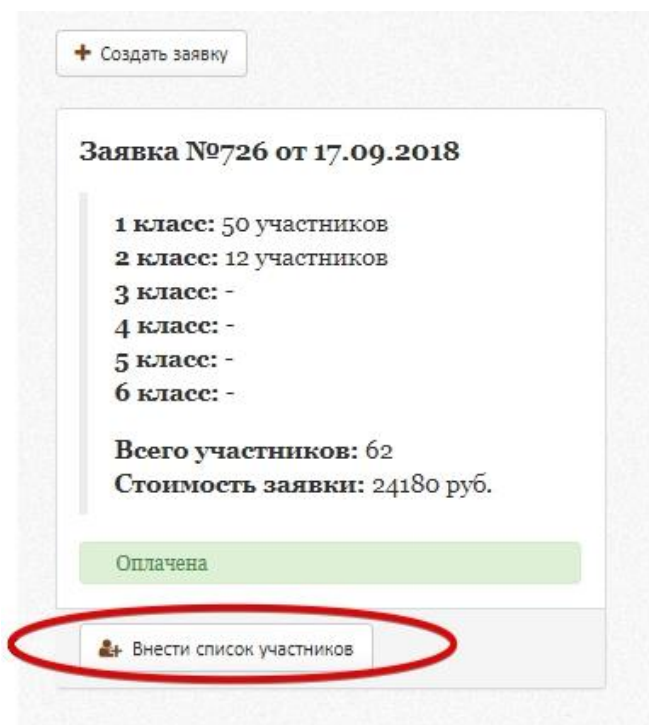 Создать заявку
Заявка №726 от 17.09.2018
1 класс: 50 участников
2 класс: 12 участников
3 класс: -
4 класс: -
5 класс: -
6 класс: -
Всего участников: 62
Стоимость заявки: 24180 руб.
Оплачена
Внести список участников